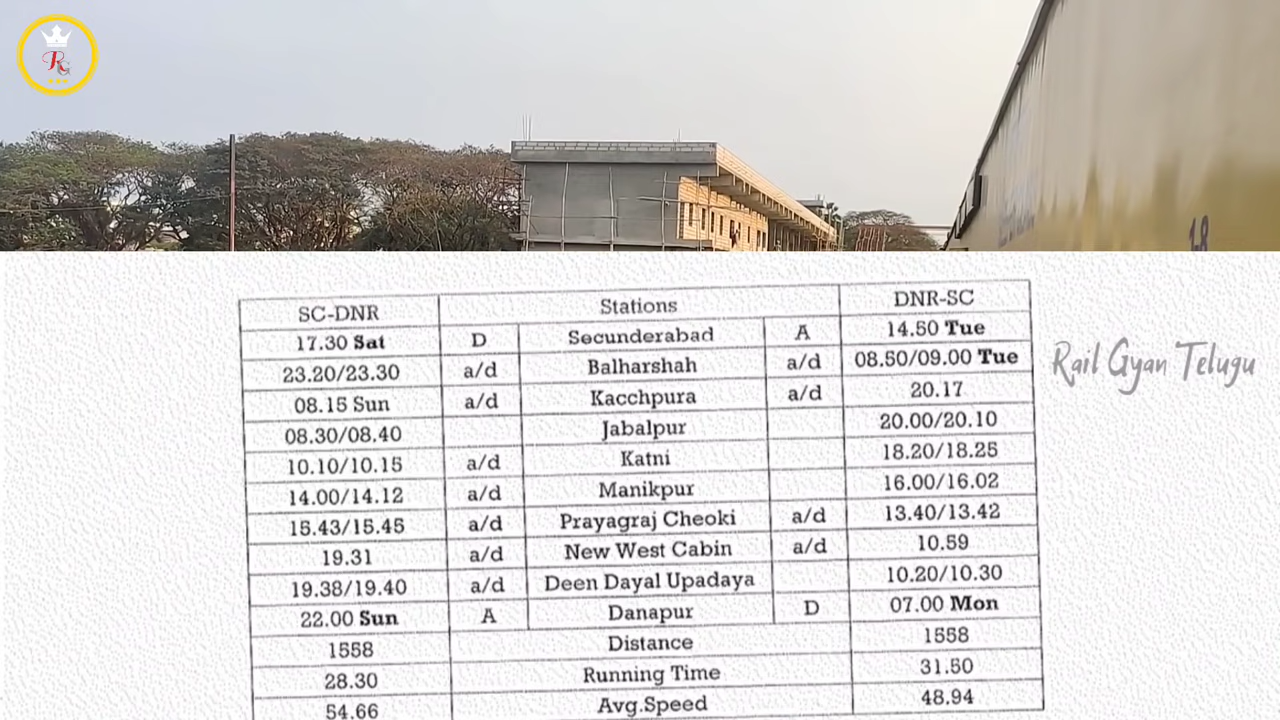 RG
18
SC-DNR Stations DNR-SC
17.30 Sat D Secunderabad A 14.50 Tue
23.20/23.30 a/d Balharshah a/d 08.50/09.00 Tue
Rail Gyan Telugu
08.15 Sun a/d Kacchpura a/d 20.17
08.30/08.40 Jabalpur 20.00/20.10
10.10/10.15 a/d Katni 18.20/18.25
14.00/14.12 a/d Manikpur 16.00/16.02
15.43/15.45 a/d Prayagraj Cheoki a/d 13.40/13.42
19.31 a/d New West Cabin a/d 10.59
19.38/19.40 a/d Deen Dayal Upadaya 10.20/10.30
22.00 Sun A Danapur D 07.00 Mon
1558 Distance 1558
28.30 Running Time 31.50
54.66 Avg.Speed 48.94